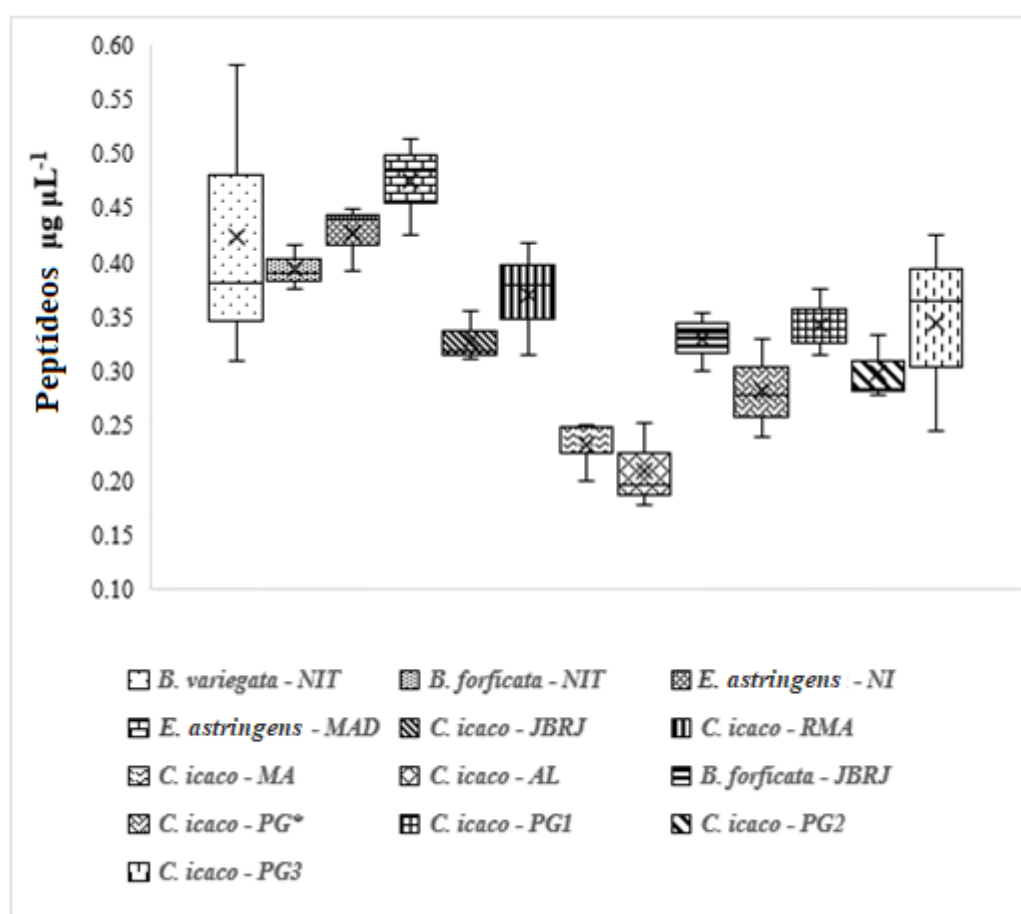 0.60
0.55
0.50
0.45
0.40
0.35
0.30
0.25
0.20
0.15
0.10
Peptídeos µg µL⁻¹
B. variegata - NIT
B. forficata - NIT
E. astringens - NI
E. astringens - MAD
C. icaco - JBRJ
C. icaco - RMA
C. icaco - MA
C. icaco - AL
B. forficata - JBRJ
C. icaco - PG*
C. icaco - PG1
C. icaco - PG2
C. icaco - PG3